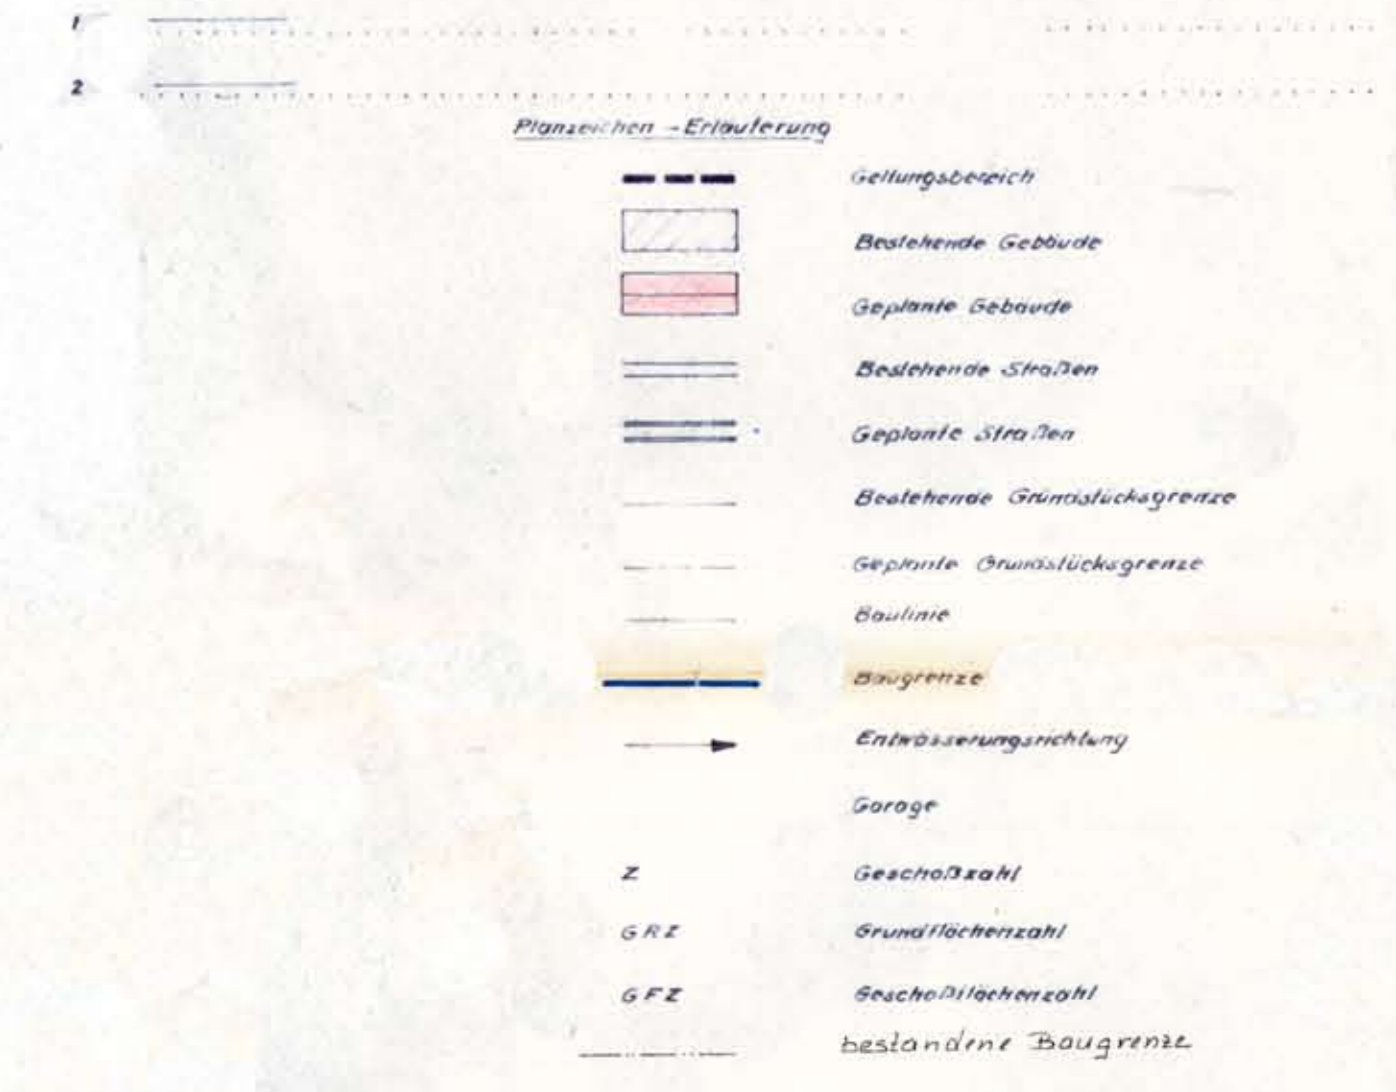 1
2
Planzeichen - Erläuterung
Geltungsbereich
Bestehende Gebäude
Geplante Gebäude
Bestehende Straßen
Geplante Straßen
Bestehende Grundstücksgrenze
Geplante Grundstücksgrenze
Baulinie
Baugrenze
Entwässerungsrichtung
Garage
Z Geschoßzahl
GRZ Grundflächenzahl
GFZ Geschoßflächenzahl
bestandene Baugrenze